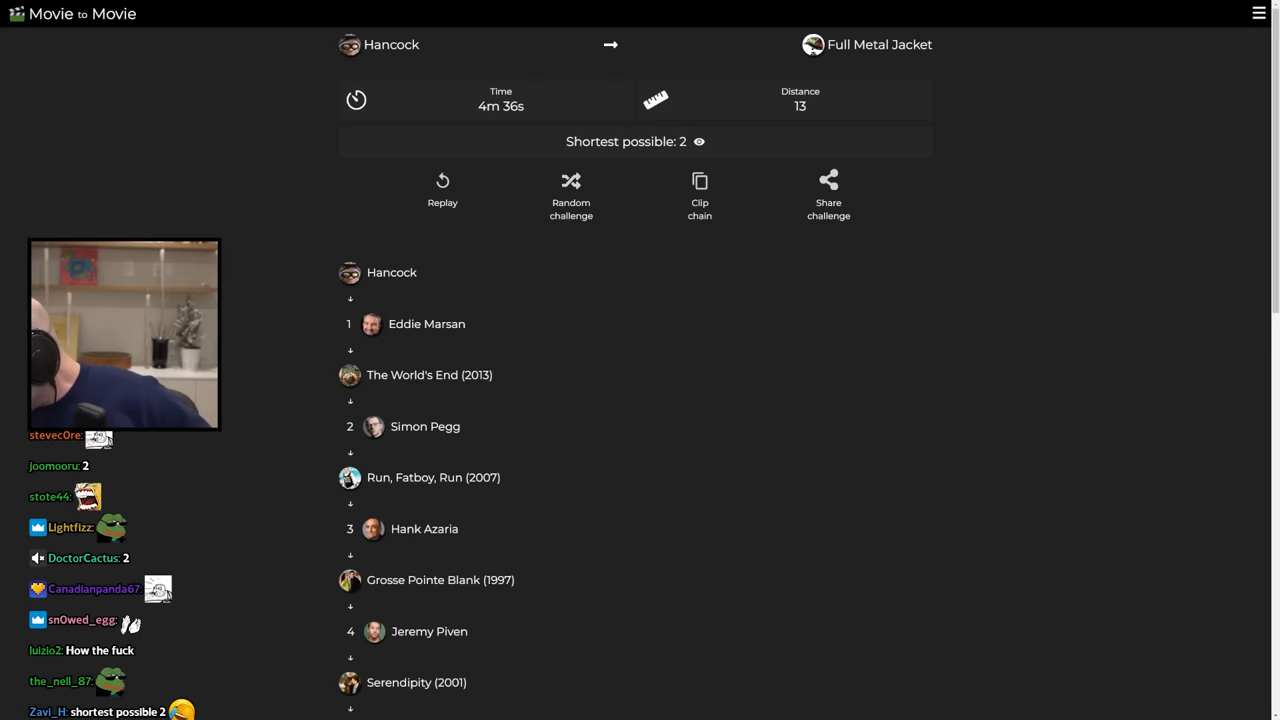 Movie to Movie
Hancock
Full Metal Jacket
Time
4m 36s
Distance
13
Shortest possible: 2
Replay
Random
challenge
Clip
chain
Share
challenge
Hancock
1 Eddie Marsan
The World's End (2013)
2 Simon Pegg
Run, Fatboy, Run (2007)
3 Hank Azaria
Grosse Pointe Blank (1997)
4 Jeremy Piven
Serendipity (2001)
stevec0re:
Joomooru: 2
stote44:
Lightfizz:
DoctorCactus: 2
Canadianpanda67:
sn0wed_egg:
luizio2: How the fuck
the_nell_87:
Zavi_H: shortest possible 2